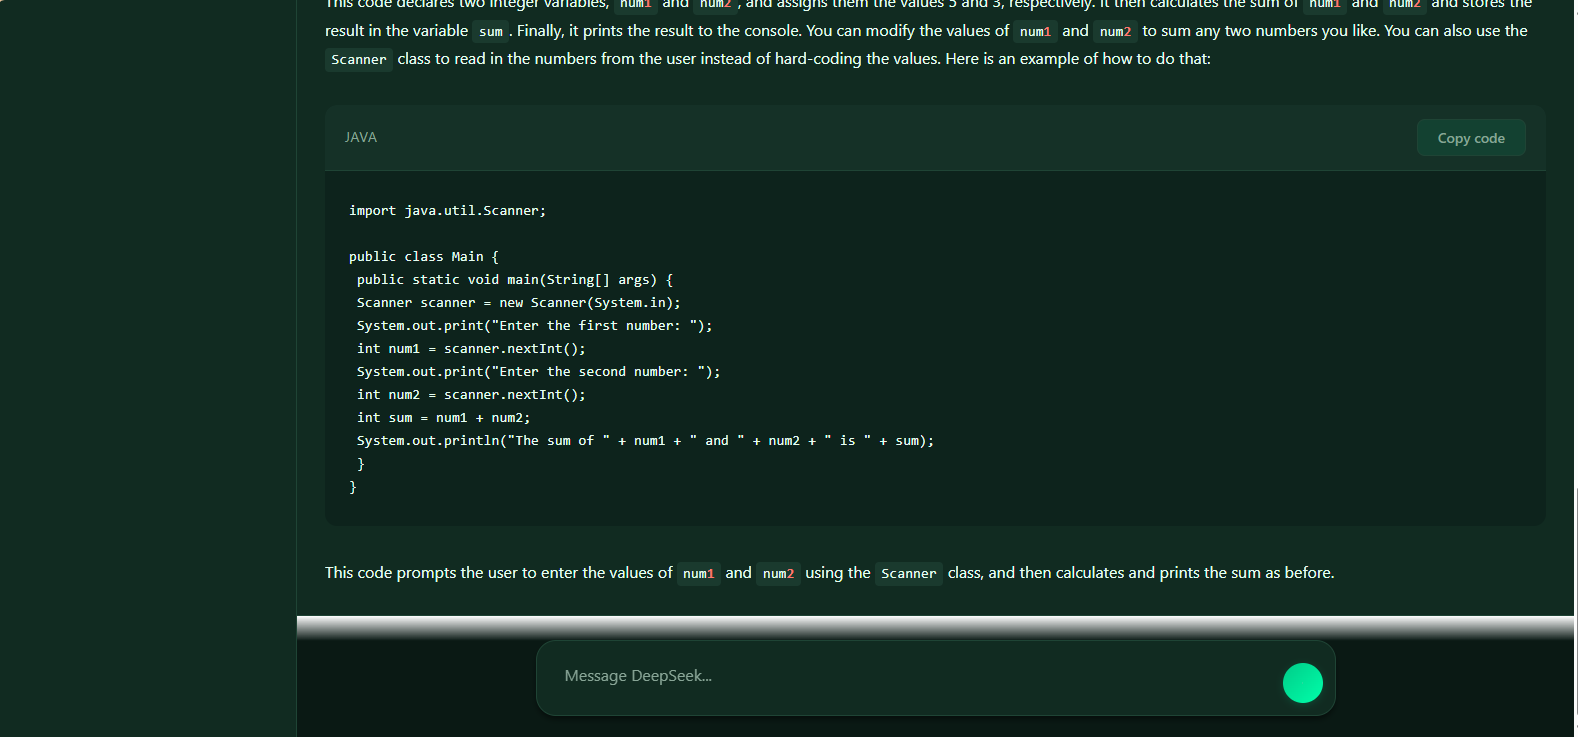 This code declares two integer variables, num1 and num2, and assigns them the values 5 and 3, respectively. It then calculates the sum of num1 and num2 and stores the
result in the variable sum. Finally, it prints the result to the console. You can modify the values of num1 and num2 to sum any two numbers you like. You can also use the
Scanner class to read in the numbers from the user instead of hard-coding the values. Here is an example of how to do that:
JAVA
Copy code
import java.util.Scanner;
public class Main {
public static void main(String[] args) {
Scanner scanner = new Scanner(System.in);
System.out.print("Enter the first number: ");
int num1 = scanner.nextInt();
System.out.print("Enter the second number: ");
int num2 = scanner.nextInt();
int sum = num1 + num2;
System.out.println("The sum of " + num1 + " and " + num2 + " is " + sum);
}
}
This code prompts the user to enter the values of num1 and num2 using the Scanner class, and then calculates and prints the sum as before.
Message DeepSeek...